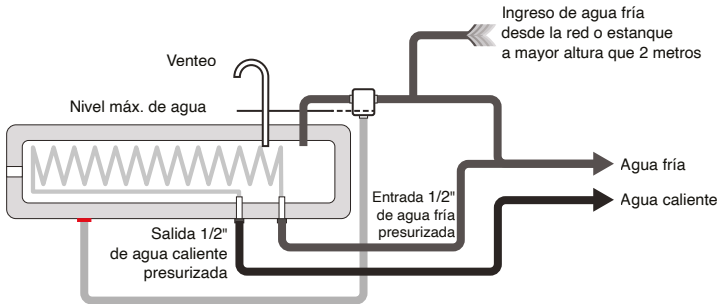 Ingreso de agua fría
desde la red o estanque
a mayor altura que 2 metros
Venteo
Nivel máx. de agua
Agua fría
Entrada 1/2"
de agua fría
presurizada
Agua caliente
Salida 1/2"
de agua caliente
presurizada